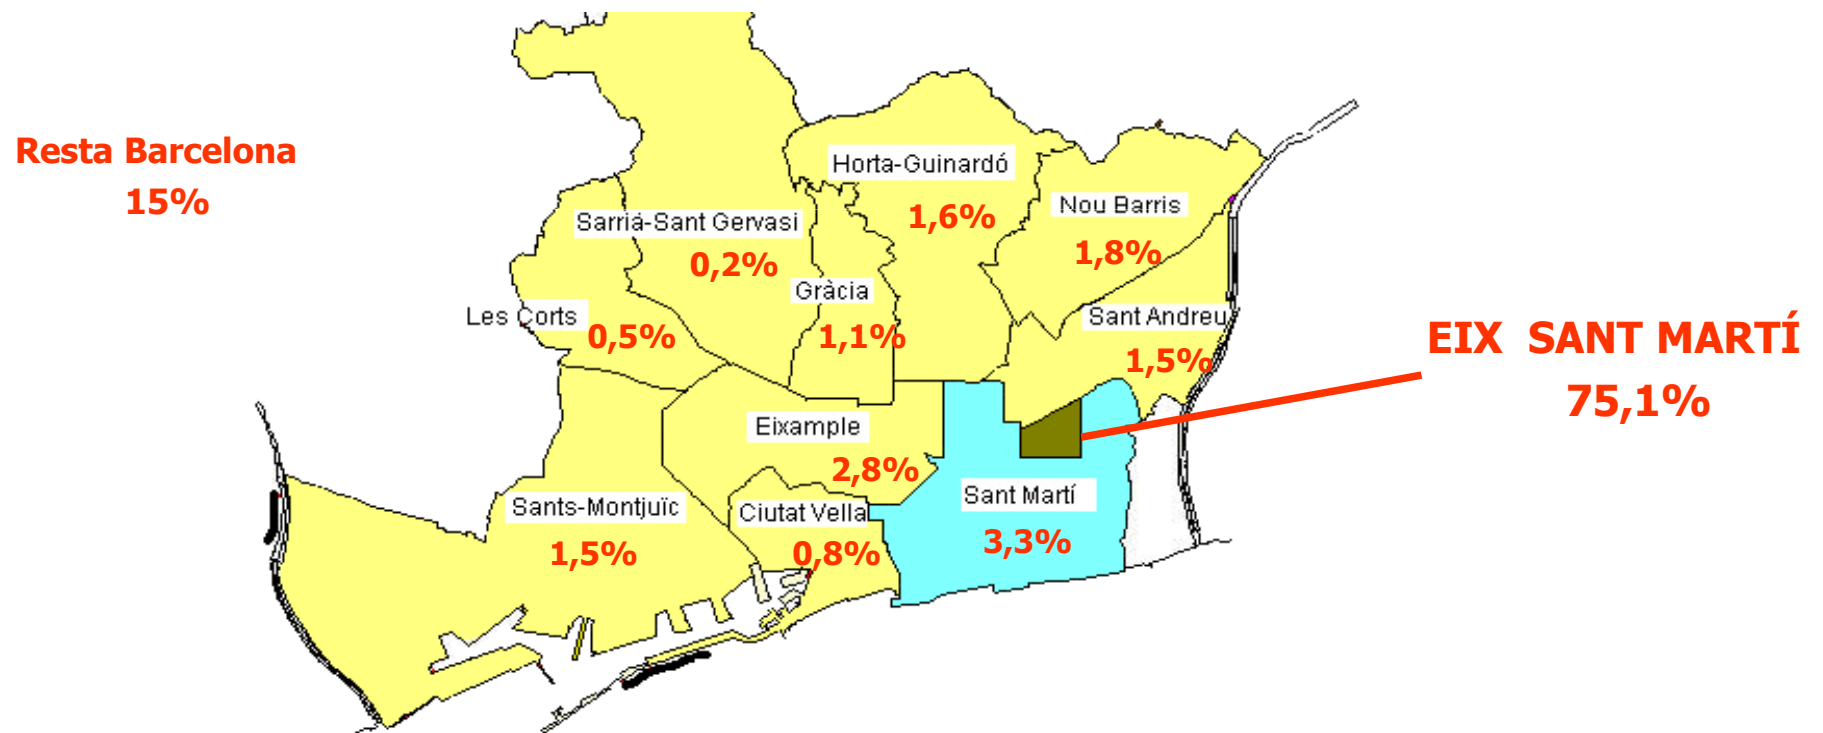 Resta Barcelona
15%
Horta-Guinardó
1,6%
Nou Barris
1,8%
Sarriá-Sant Gervasi
0,2%
Gràcia
1,1%
Les Corts
0,5%
Sant Andreu
1,5%
EIX SANT MARTÍ
75,1%
Eixample
2,8%
Sant Martí
3,3%
Sants-Montjuïc
1,5%
Ciutat Vella
0,8%